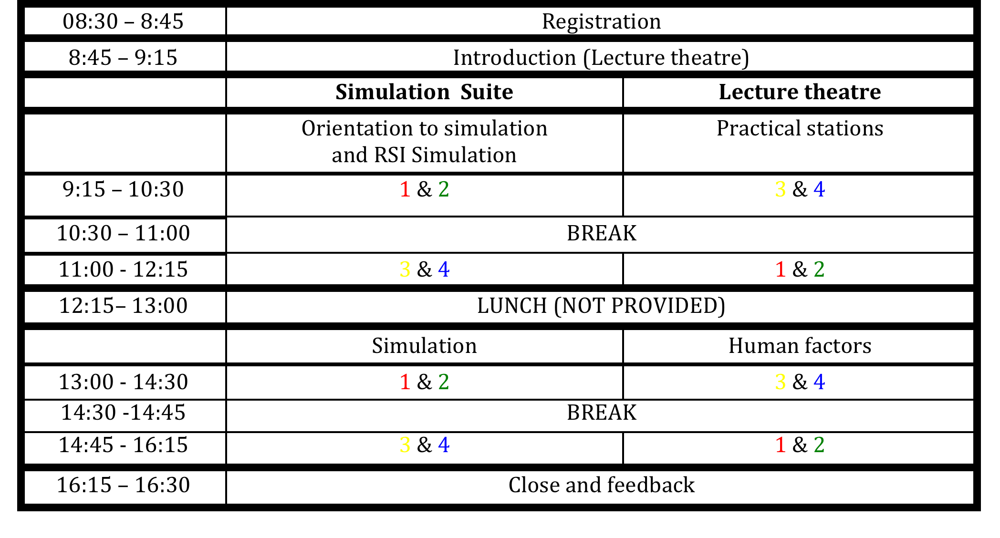 08:30 – 8:45 Registration
8:45 – 9:15 Introduction (Lecture theatre)
Simulation  Suite Lecture theatre
Orientation to simulation Practical stations
and RSI Simulation
9:15 – 10:30 1 & 2 3 & 4
10:30 – 11:00 BREAK
11:00 - 12:15 3 & 4 1 & 2
12:15– 13:00 LUNCH (NOT PROVIDED)
Simulation Human factors
13:00 - 14:30 1 & 2 3 & 4
14:30 -14:45 BREAK
14:45 - 16:15 3 & 4 1 & 2
16:15 – 16:30 Close and feedback